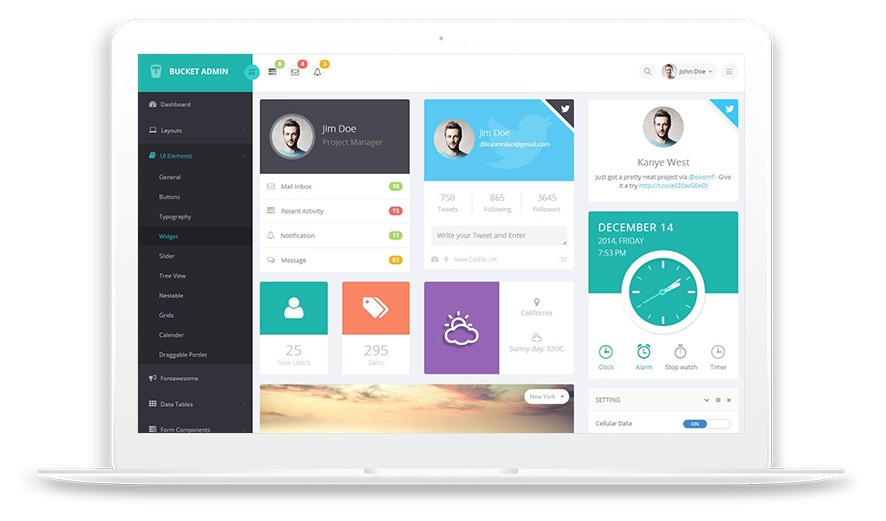 BUCKET ADMIN
8
4
3
John Doe
Dashboard
Layouts
UI Elements
General
Buttons
Typography
Widget
Slider
Tree View
Nestable
Grids
Calender
Draggable Portlet
Fontawesome
Data Tables
Form Components
Jim Doe
Project Manager
Mail Inbox
10
Recent Activity
15
Notification
11
Message
03
Jim Doe
dRojormilan@gmail.com
750
Tweets
865
Following
3645
Followers
Write your Tweet and Enter
New Castle, UK
Kanye West
Just got a pretty neat project via @ooomf - Give
it a try http://t.co/e02DwGEeOJ
DECEMBER 14
2014, FRIDAY
7:53 PM
Clock
Alarm
Stop watch
Timer
25
New Users
295
Sales
California
Sunny day, 32OC
New York
SETTING
Cellular Data
ON